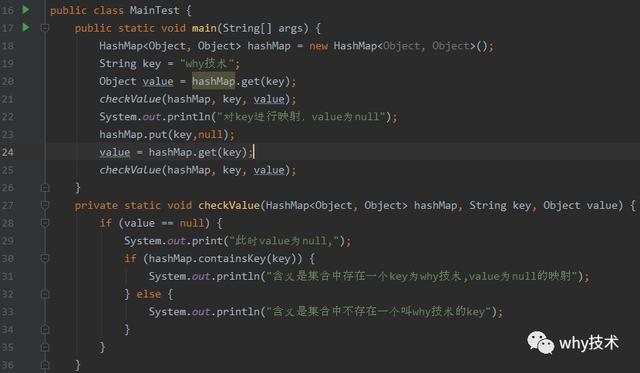 16 public class MainTest {
17 public static void main(String[] args) {
18 HashMap<Object, Object> hashMap = new HashMap<Object, Object>();
19 String key = "why技术";
20 Object value = hashMap.get(key);
21 checkValue(hashMap, key, value);
22 System.out.println("对key进行映射，value为null");
23 hashMap.put(key,null);
24 value = hashMap.get(key);
25 checkValue(hashMap, key, value);
26 }
27 private static void checkValue(HashMap<Object, Object> hashMap, String key, Object value) {
28 if (value == null) {
29 System.out.print("此时value为null,");
30 if (hashMap.containsKey(key)) {
31 System.out.println("含义是集合中存在一个key为why技术,value为null的映射");
32 } else {
33 System.out.println("含义是集合中不存在一个叫why技术的key");
34 }
35 }
36 }
why技术